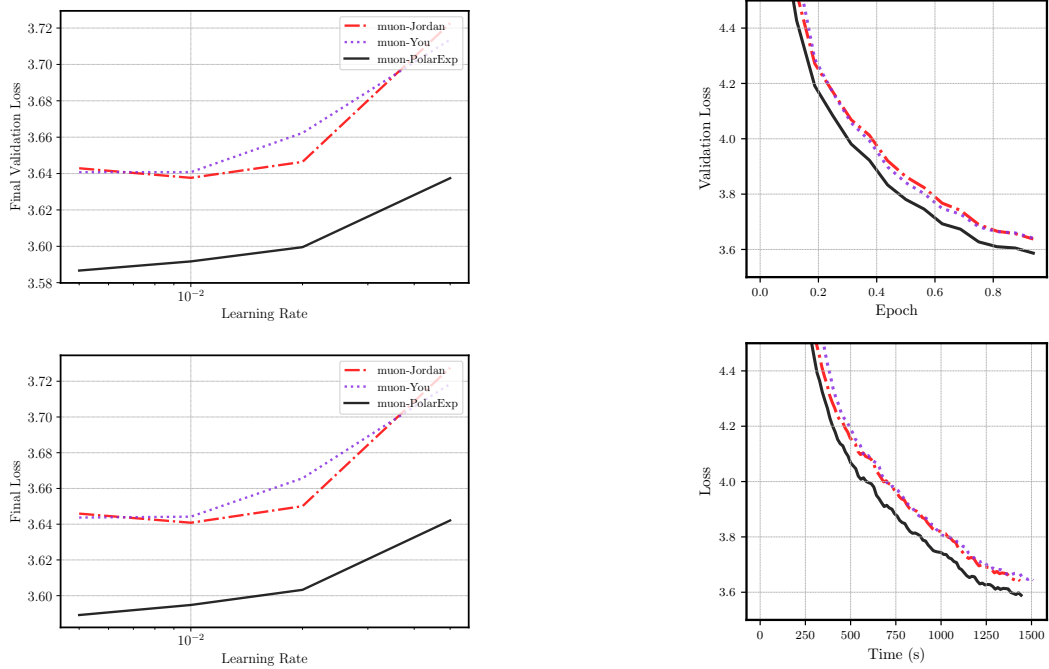 3.72
3.70
3.68
3.66
3.64
3.62
3.60
3.58
Final Validation Loss
muon-Jordan
muon-You
muon-PolarExp
10⁻²
Learning Rate
4.4
4.2
4.0
3.8
3.6
Validation Loss
0.0 0.2 0.4 0.6 0.8
Epoch
3.72
3.70
3.68
3.66
3.64
3.62
3.60
Final Loss
muon-Jordan
muon-You
muon-PolarExp
10⁻²
Learning Rate
4.4
4.2
4.0
3.8
3.6
Loss
0 250 500 750 1000 1250 1500
Time (s)